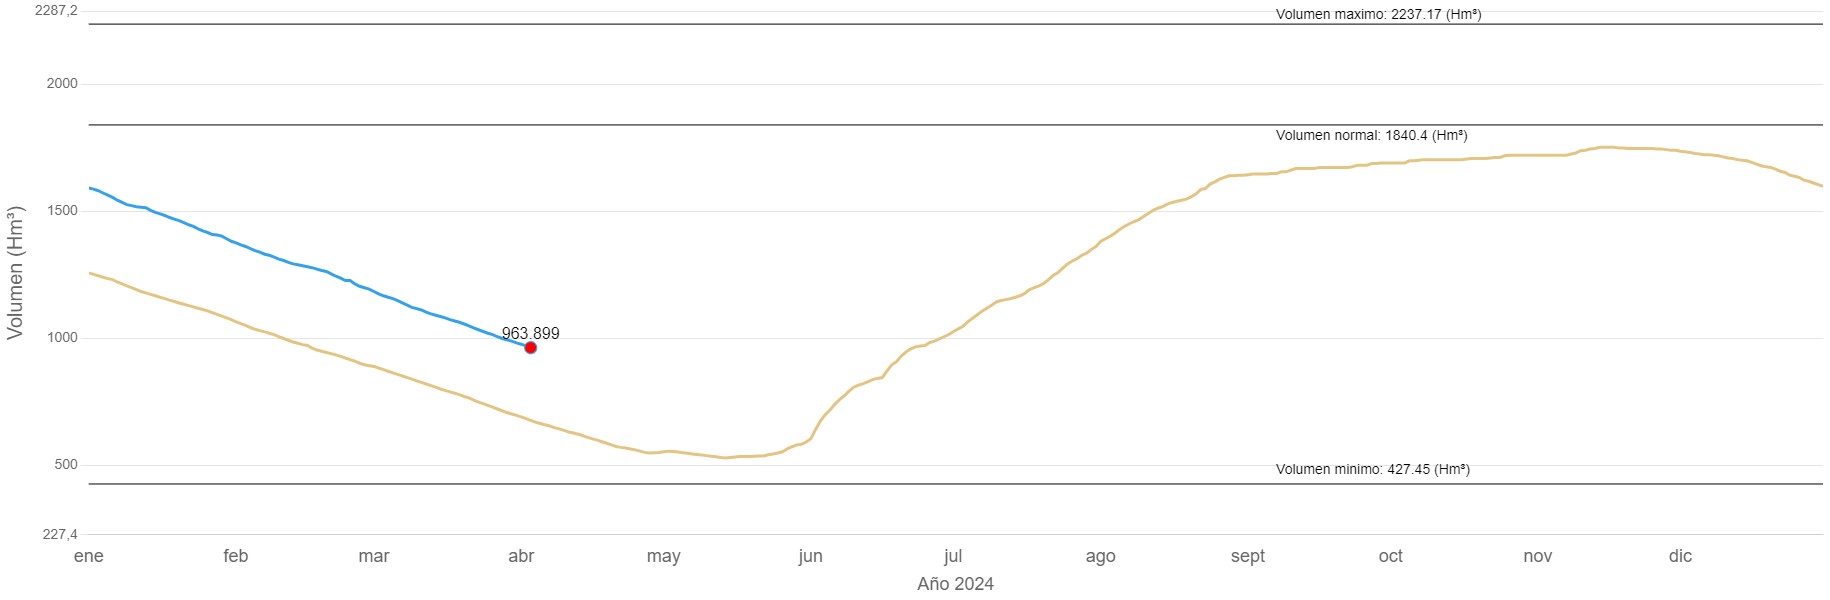 2287,2
Volumen maximo: 2237.17 (Hm³)
2000
Volumen normal: 1840.4 (Hm³)
1500
Volumen (Hm³)
1000
963.899
500
Volumen minimo: 427.45 (Hm³)
227,4
ene feb mar abr may jun jul ago sept oct nov dic
Año 2024